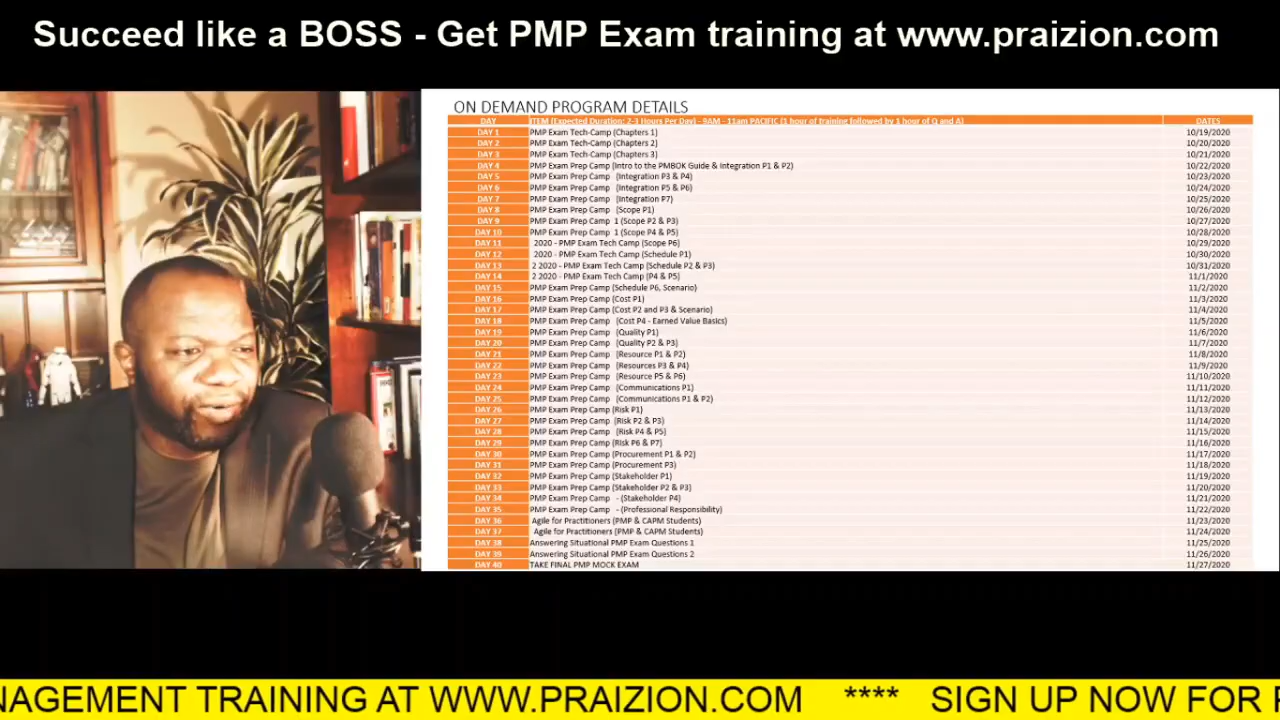 Succeed like a BOSS - Get PMP Exam training at www.praizion.com
ON DEMAND PROGRAM DETAILS
DAY ITEM (Expected Duration: 2-3 Hours Per Day) - 9AM - 11am PACIFIC (1 hour of training followed by 1 hour of Q and A) DATES
DAY 1 PMP Exam Tech-Camp (Chapters 1) 10/19/2020
DAY 2 PMP Exam Tech-Camp (Chapters 2) 10/20/2020
DAY 3 PMP Exam Tech-Camp (Chapters 3) 10/21/2020
DAY 4 PMP Exam Prep Camp (Intro to the PMBOK Guide & Integration P1 & P2) 10/22/2020
DAY 5 PMP Exam Prep Camp (Integration P3 & P4) 10/23/2020
DAY 6 PMP Exam Prep Camp (Integration P5 & P6) 10/24/2020
DAY 7 PMP Exam Prep Camp (Integration P7) 10/25/2020
DAY 8 PMP Exam Prep Camp (Scope P1) 10/26/2020
DAY 9 PMP Exam Prep Camp 1 (Scope P2 & P3) 10/27/2020
DAY 10 PMP Exam Prep Camp 1 (Scope P4 & P5) 10/28/2020
DAY 11 2020 - PMP Exam Tech Camp (Scope P6) 10/29/2020
DAY 12 2020 - PMP Exam Tech Camp (Schedule P1) 10/30/2020
DAY 13 2 2020 - PMP Exam Tech Camp (Schedule P2 & P3) 10/31/2020
DAY 14 2 2020 - PMP Exam Tech Camp (P4 & P5) 11/1/2020
DAY 15 PMP Exam Prep Camp (Schedule P6, Scenario) 11/2/2020
DAY 16 PMP Exam Prep Camp (Cost P1) 11/3/2020
DAY 17 PMP Exam Prep Camp (Cost P2 and P3 & Scenario) 11/4/2020
DAY 18 PMP Exam Prep Camp (Cost P4 - Earned Value Basics) 11/5/2020
DAY 19 PMP Exam Prep Camp (Quality P1) 11/6/2020
DAY 20 PMP Exam Prep Camp (Quality P2 & P3) 11/7/2020
DAY 21 PMP Exam Prep Camp (Resource P1 & P2) 11/8/2020
DAY 22 PMP Exam Prep Camp (Resources P3 & P4) 11/9/2020
DAY 23 PMP Exam Prep Camp (Resource P5 & P6) 11/10/2020
DAY 24 PMP Exam Prep Camp (Communications P1) 11/11/2020
DAY 25 PMP Exam Prep Camp (Communications P1 & P2) 11/12/2020
DAY 26 PMP Exam Prep Camp (Risk P1) 11/13/2020
DAY 27 PMP Exam Prep Camp (Risk P2 & P3) 11/14/2020
DAY 28 PMP Exam Prep Camp (Risk P4 & P5) 11/15/2020
DAY 29 PMP Exam Prep Camp (Risk P6 & P7) 11/16/2020
DAY 30 PMP Exam Prep Camp (Procurement P1 & P2) 11/17/2020
DAY 31 PMP Exam Prep Camp (Procurement P3) 11/18/2020
DAY 32 PMP Exam Prep Camp (Stakeholder P1) 11/19/2020
DAY 33 PMP Exam Prep Camp (Stakeholder P2 & P3) 11/20/2020
DAY 34 PMP Exam Prep Camp - (Stakeholder P4) 11/21/2020
DAY 35 PMP Exam Prep Camp - (Professional Responsibility) 11/22/2020
DAY 36 Agile for Practitioners (PMP & CAPM Students) 11/23/2020
DAY 37 Agile for Practitioners (PMP & CAPM Students) 11/24/2020
DAY 38 Answering Situational PMP Exam Questions 1 11/25/2020
DAY 39 Answering Situational PMP Exam Questions 2 11/26/2020
DAY 40 TAKE FINAL PMP MOCK EXAM 11/27/2020
NAGEMENT TRAINING AT WWW.PRAIZION.COM **** SIGN UP NOW FOR